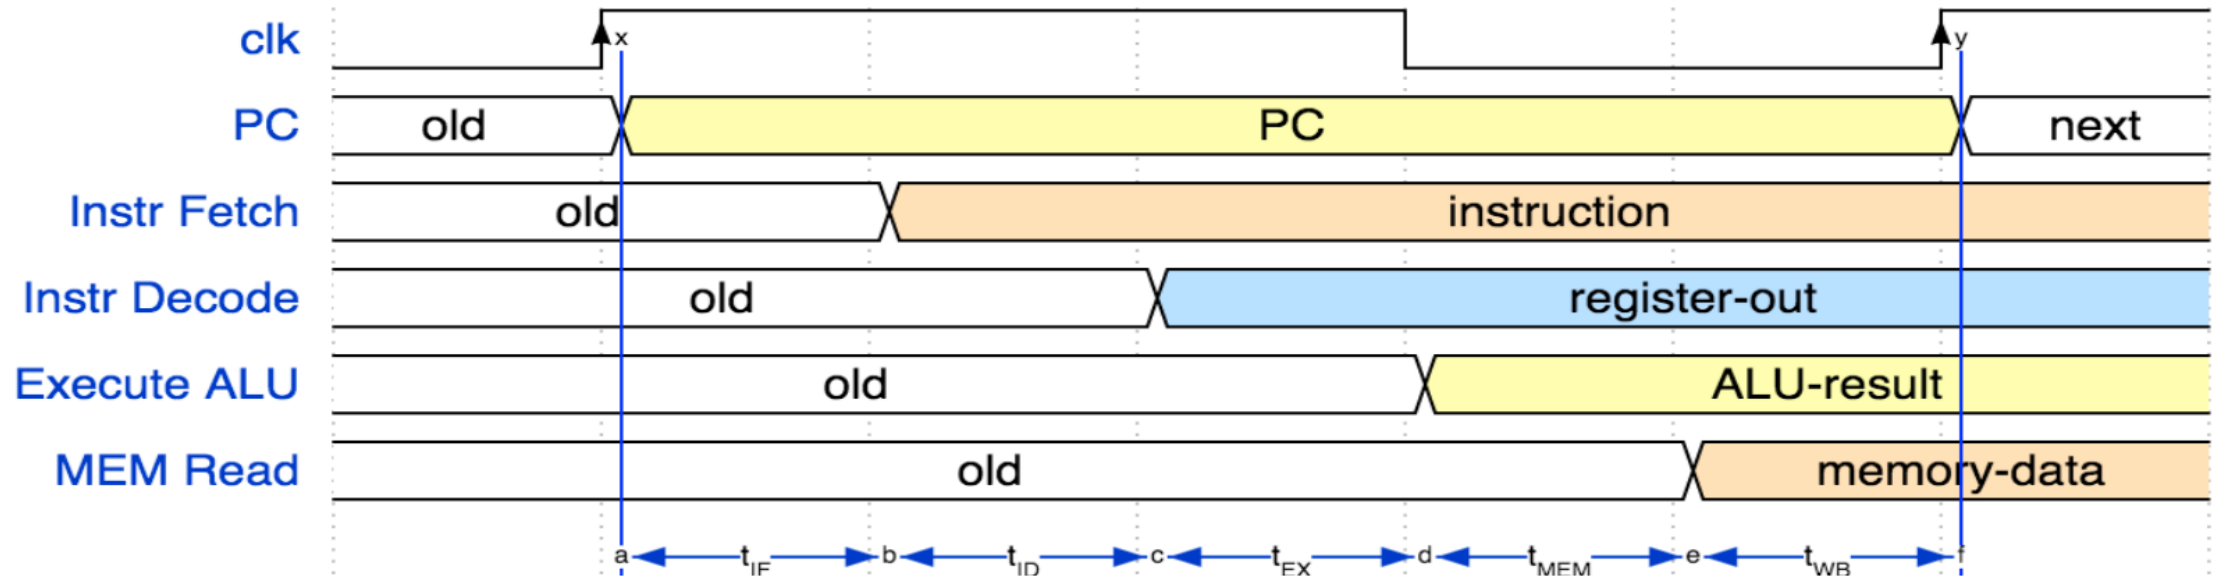 clk x y
PC old PC next
Instr Fetch old instruction
Instr Decode old register-out
Execute ALU old ALU-result
MEM Read old memory-data
a tIF b tID c tEX d tMEM e tWB f